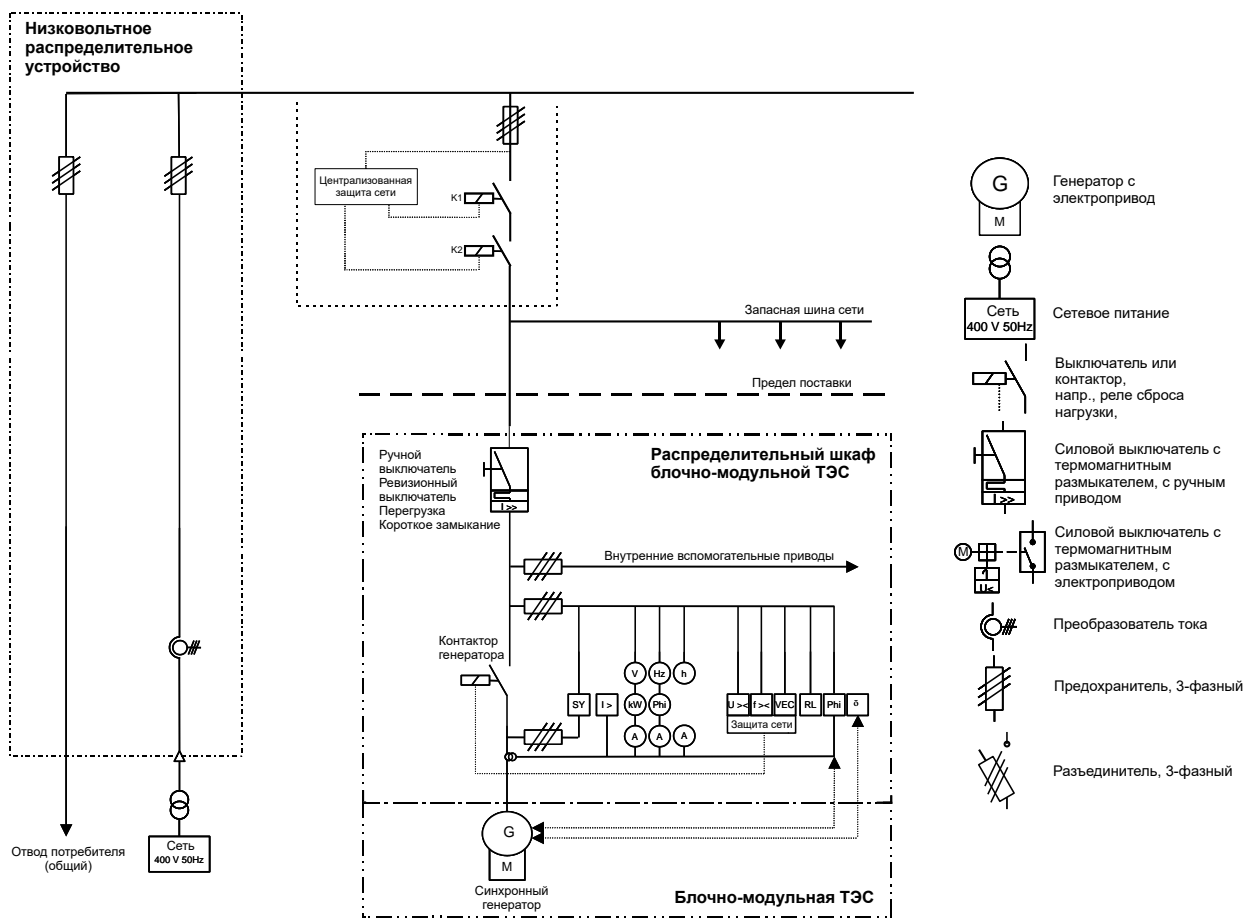 Низковольтное
распределительное
устройство
Централизованная
защита сети
K1
K2
Запасная шина сети
Предел поставки
Ручной
выключатель
Ревизионный
выключатель
Перегрузка
Короткое замыкание
I >>
Распределительный шкаф
блочно-модульной ТЭС
Внутренние вспомогательные приводы
Контактор
генератора
V
Hz
h
SY
I >
kW
Phi
U ><
f ><
VEC
RL
Phi
A
A
A
Защита сети
G
M
Синхронный
генератор
Блочно-модульная ТЭС
Отвод потребителя
(общий)
Сеть
400 V 50Hz
G
M
Генератор с
электропривод
Сеть
400 V 50Hz
Сетевое питание
Выключатель или
контактор,
напр., реле сброса
нагрузки,
I >>
Силовой выключатель с
термомагнитным
размыкателем, с ручным
приводом
M
U<
Силовой выключатель с
термомагнитным
размыкателем, с
электроприводом
Преобразователь тока
Предохранитель, 3-фазный
Разъединитель, 3-фазный